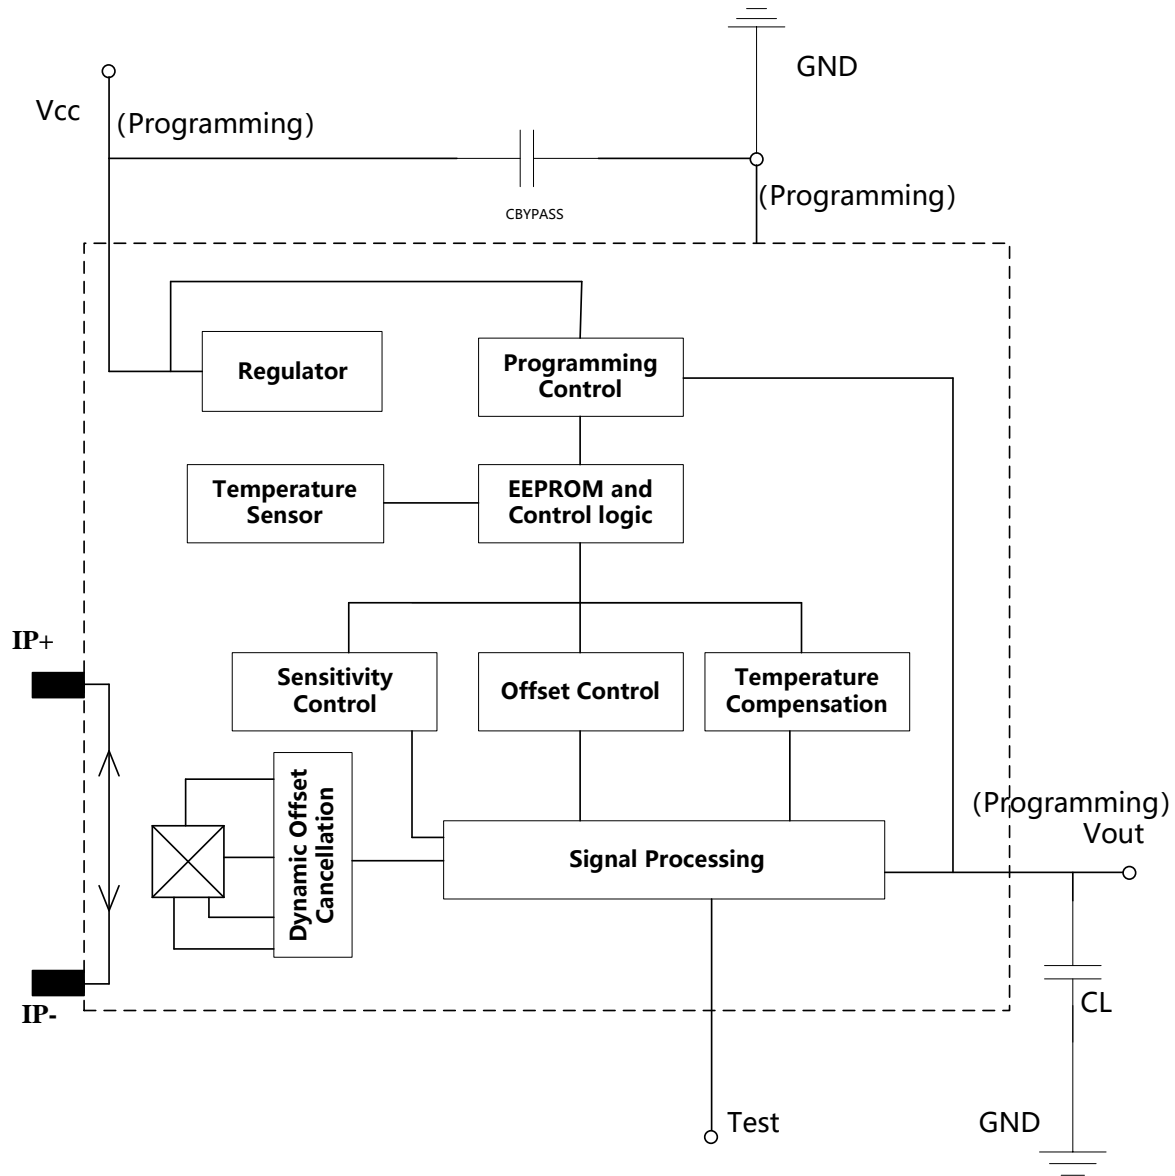 GND
Vcc
(Programming)
(Programming)
CBYPASS
Regulator
Programming
Control
Temperature
Sensor
EEPROM and
Control logic
IP+
Sensitivity
Control
Offset Control
Temperature
Compensation
Dynamic Offset
Cancellation
Signal Processing
(Programming)
Vout
IP-
CL
Test
GND